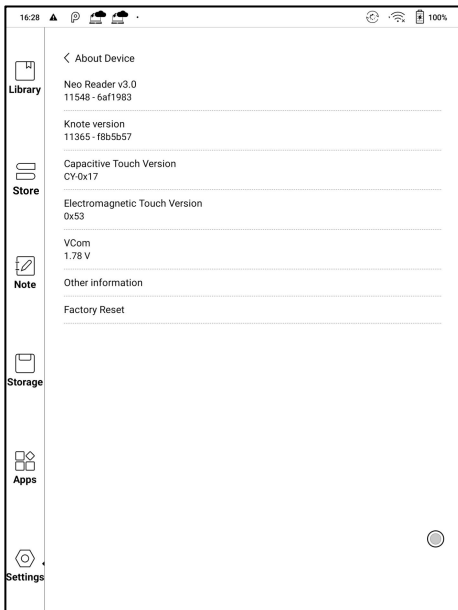 16:28
100%
About Device
Neo Reader v3.0
11548 - 6af1983
Knote version
11365 - f8b5b57
Capacitive Touch Version
CY-0x17
Electromagnetic Touch Version
0x53
VCom
1.78 V
Other information
Factory Reset
Library
Store
Note
Storage
Apps
Settings